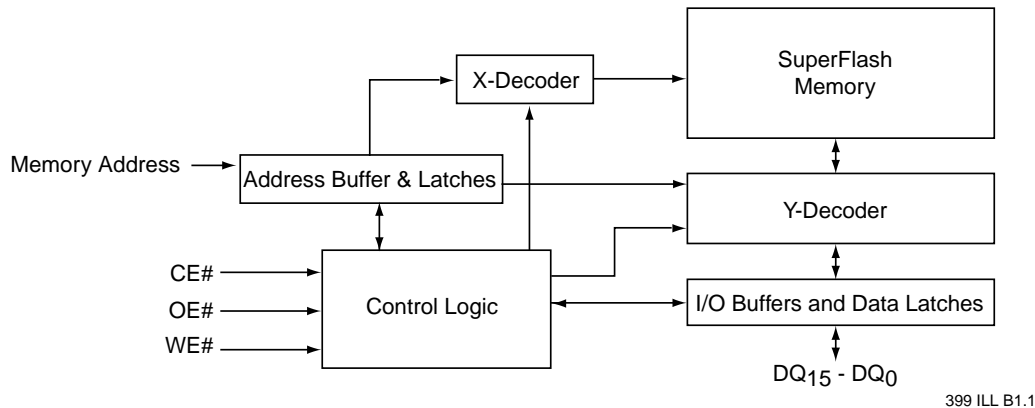 SuperFlash
Memory
X-Decoder
Memory Address
Address Buffer & Latches
Y-Decoder
CE#
OE#
WE#
Control Logic
I/O Buffers and Data Latches
DQ15 - DQ0
399 ILL B1.1